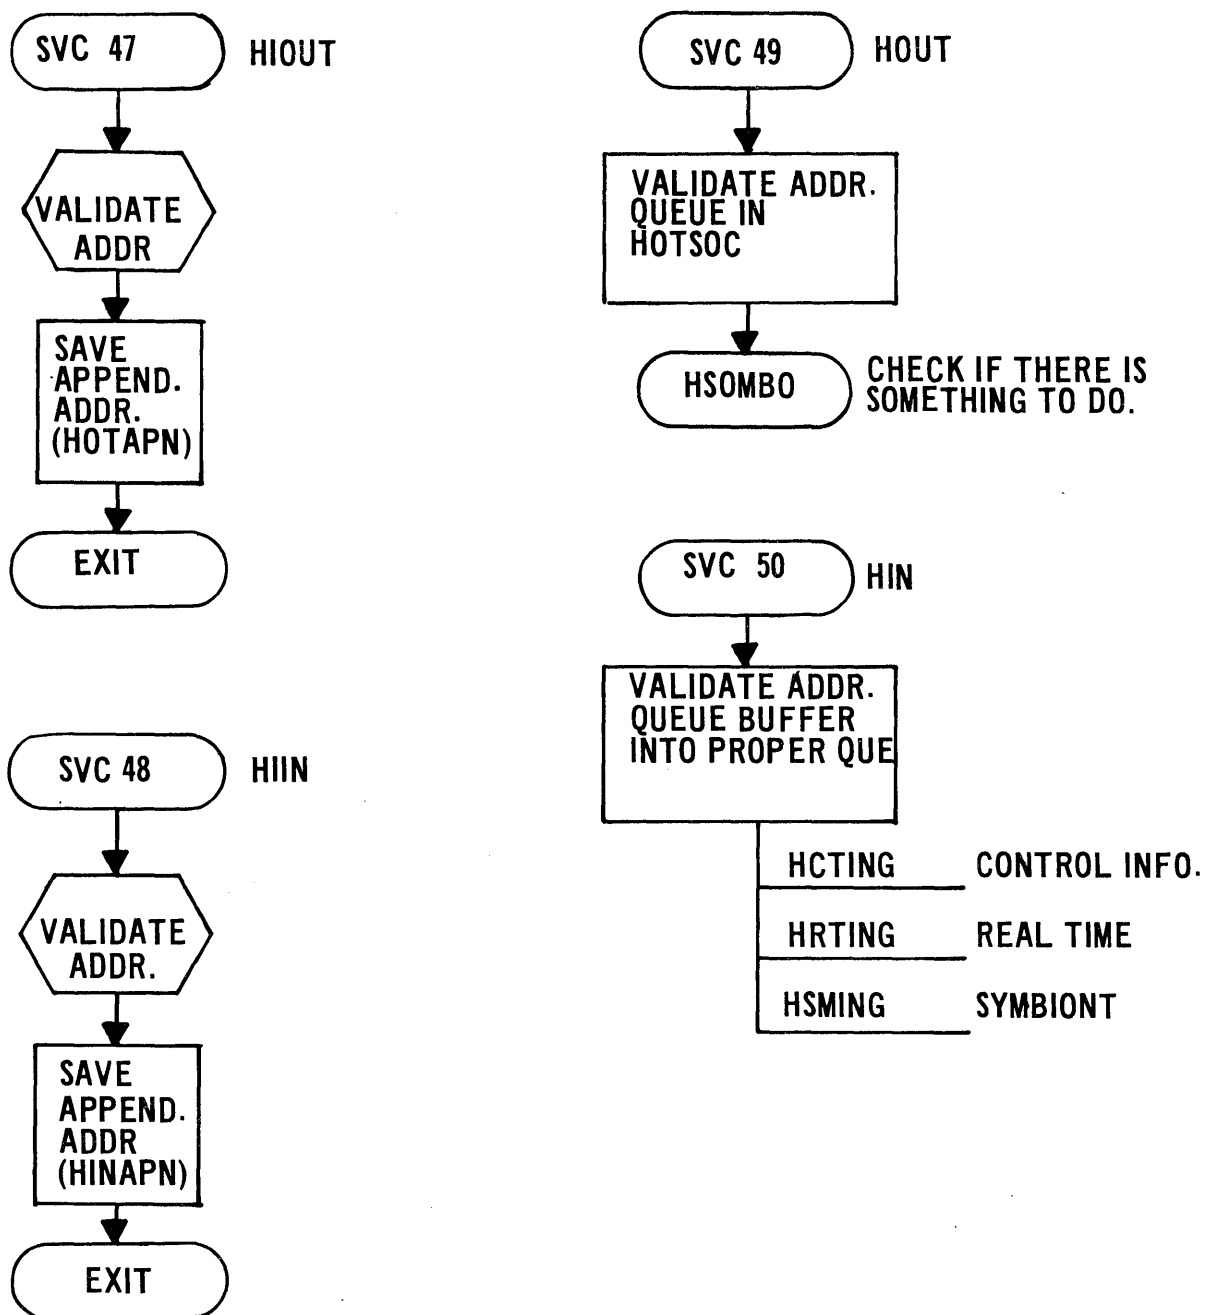 SVC 47
HIOUT
VALIDATE
ADDR
SAVE
APPEND.
ADDR.
(HOTAPN)
EXIT
SVC 48
HIIN
VALIDATE
ADDR.
SAVE
APPEND.
ADDR
(HINAPN)
EXIT
SVC 49
HOUT
VALIDATE ADDR.
QUEUE IN
HOTSOC
HSOMBO
CHECK IF THERE IS
SOMETHING TO DO.
SVC 50
HIN
VALIDATE ADDR.
QUEUE BUFFER
INTO PROPER QUE
HCTING CONTROL INFO.
HRTING REAL TIME
HSMING SYMBIONT